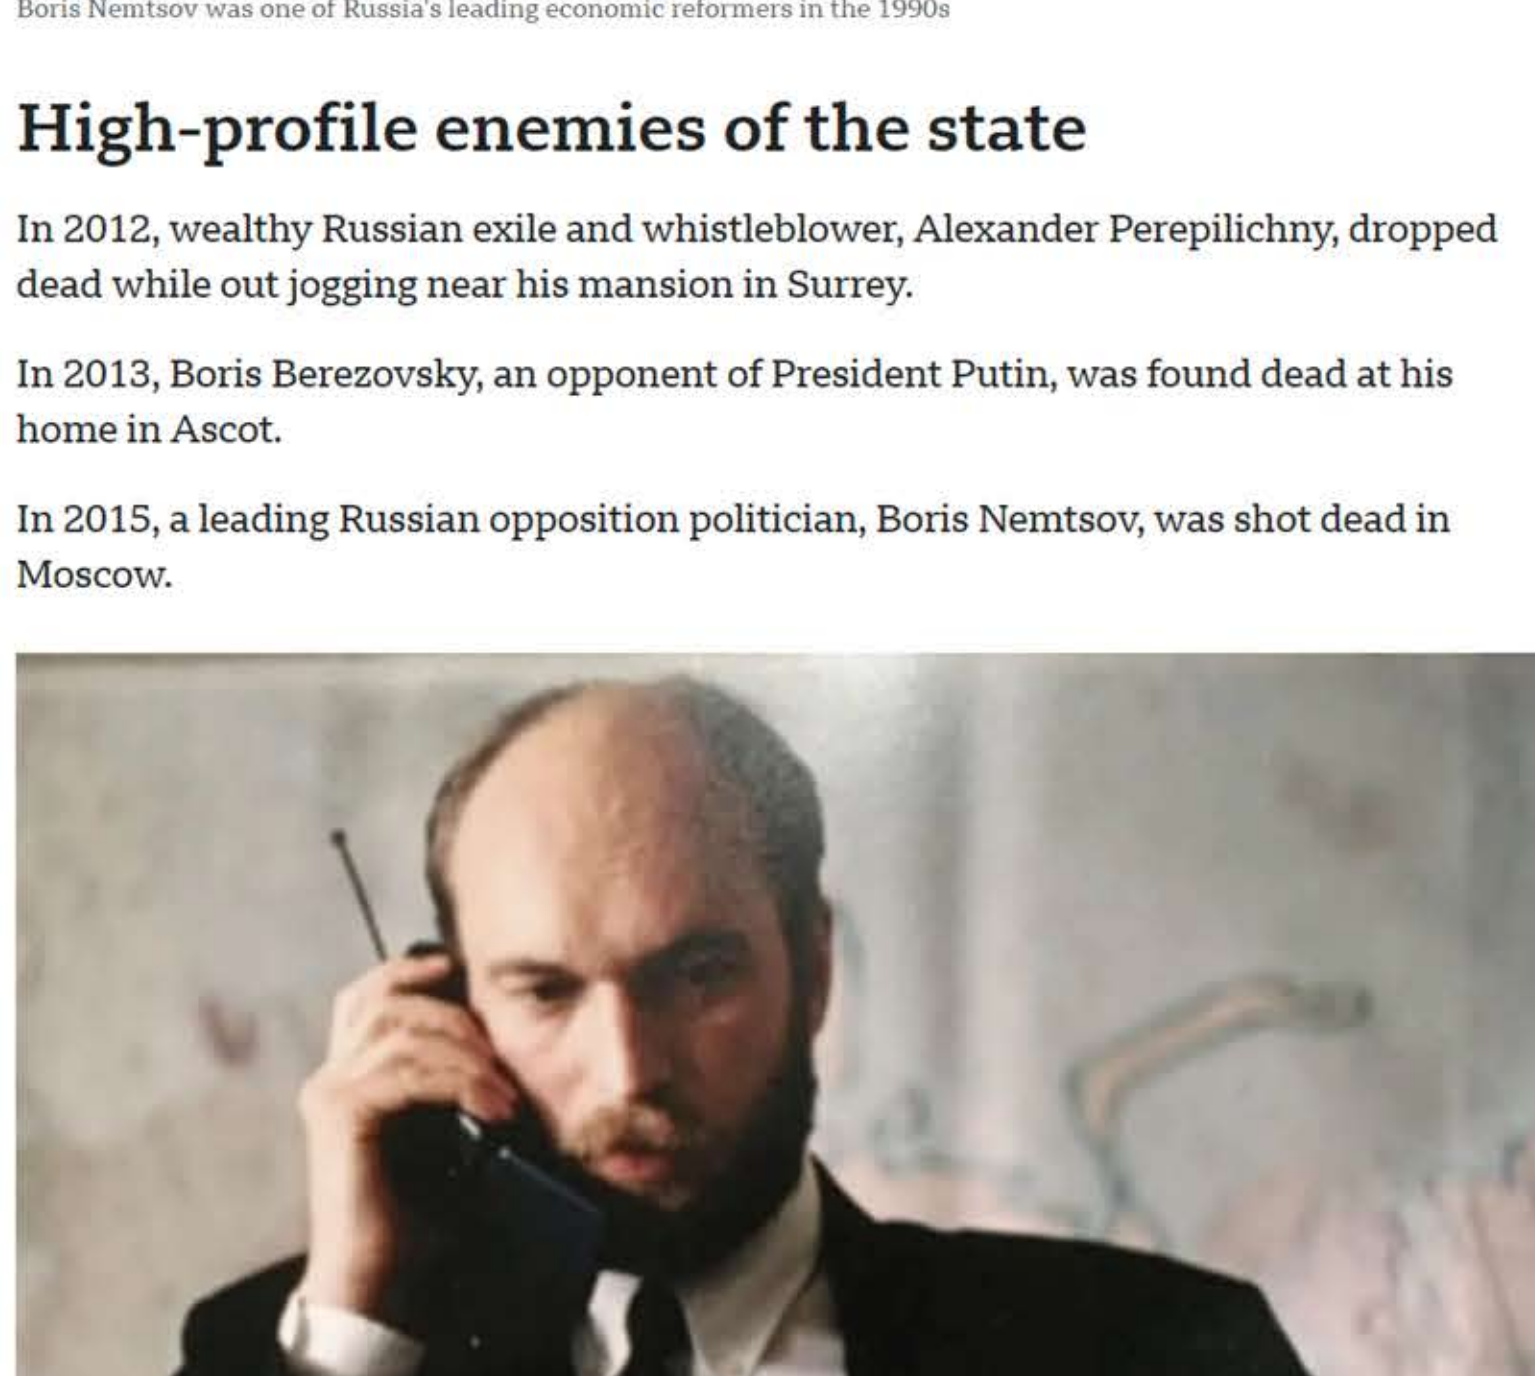 Boris Nemtsov was one of Russia's leading economic reformers in the 1990s
High-profile enemies of the state
In 2012, wealthy Russian exile and whistleblower, Alexander Perepilichny, dropped
dead while out jogging near his mansion in Surrey.
In 2013, Boris Berezovsky, an opponent of President Putin, was found dead at his
home in Ascot.
In 2015, a leading Russian opposition politician, Boris Nemtsov, was shot dead in
Moscow.